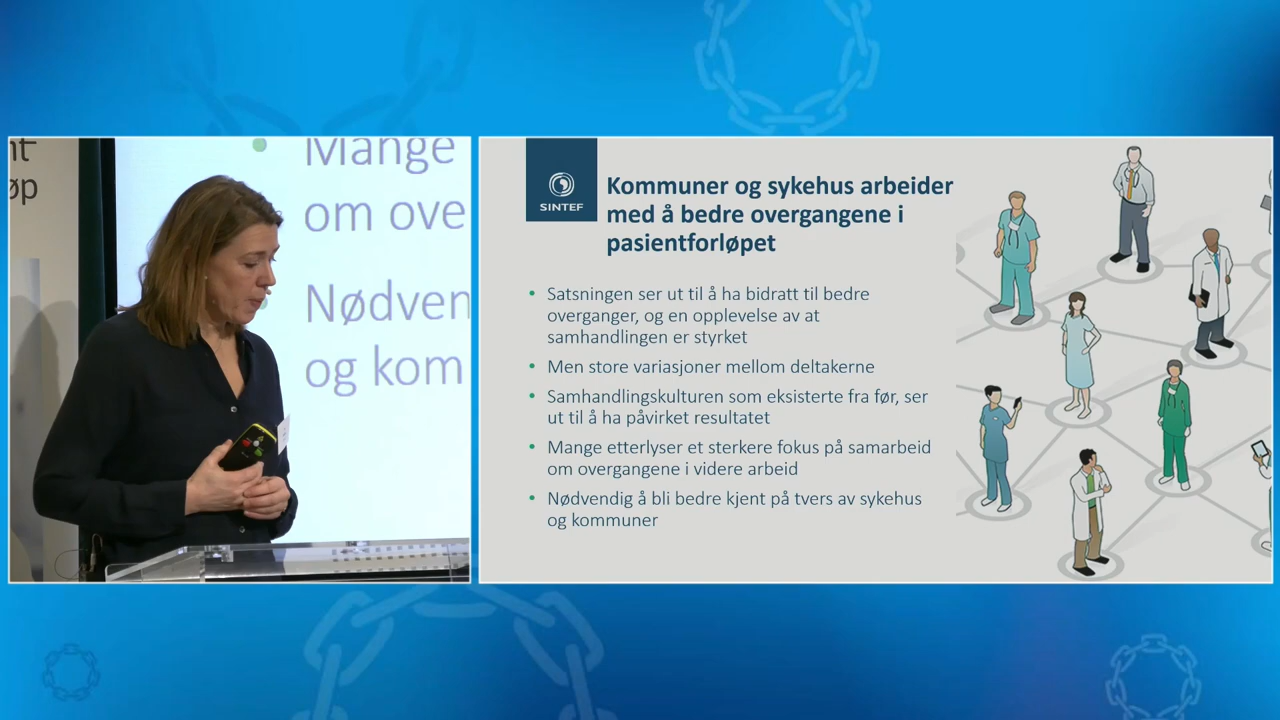 Mange
om ove
Nødven
og kom
SINTEF
Kommuner og sykehus arbeider
med å bedre overgangene i
pasientforløpet
• Satsningen ser ut til å ha bidratt til bedre
overganger, og en opplevelse av at
samhandlingen er styrket
• Men store variasjoner mellom deltakerne
• Samhandlingskulturen som eksisterte fra før, ser
ut til å ha påvirket resultatet
• Mange etterlyser et sterkere fokus på samarbeid
om overgangene i videre arbeid
• Nødvendig å bli bedre kjent på tvers av sykehus
og kommuner